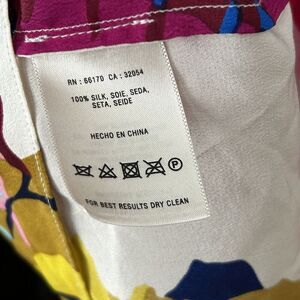 RN : 66170 CA : 32054
100% SILK, SOIE, SEDA,
SETA, SEIDE
HECHO EN CHINA
P
FOR BEST RESULTS DRY CLEAN